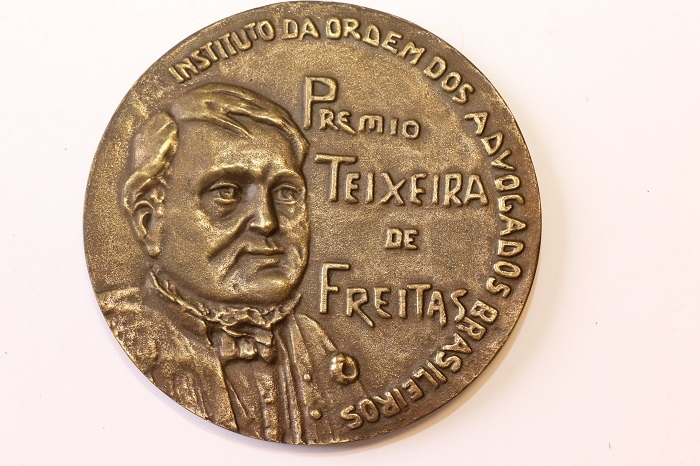 INSTITUTO DA ORDEM DOS ADVOGADOS BRASILEIROS
PREMIO
TEIXEIRA
DE
FREITAS